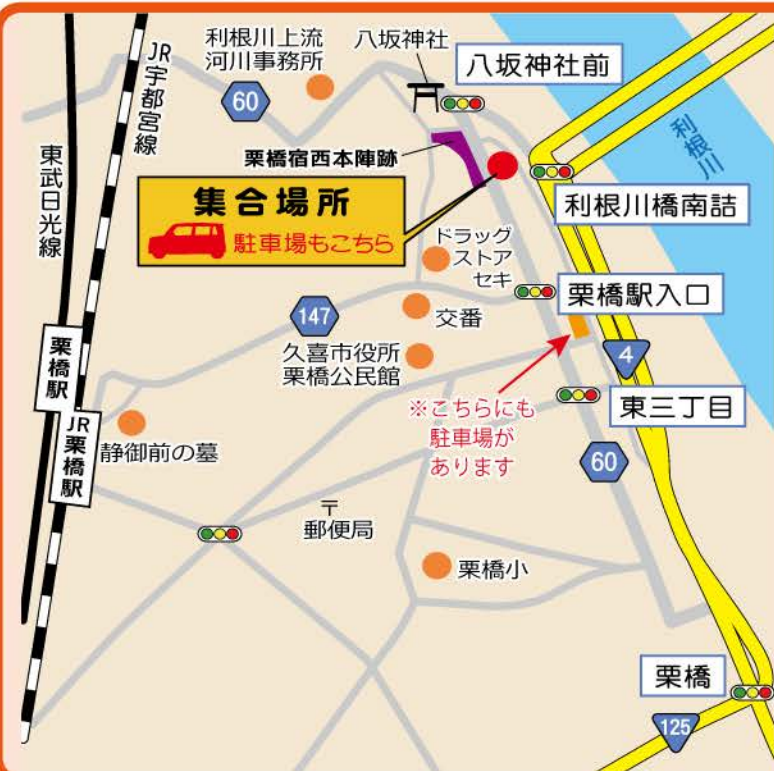 利根川上流
河川事務所
八坂神社
八坂神社前
JR宇都宮線
60
利根川
東武日光線
栗橋宿西本陣跡
集合場所
駐車場もこちら
利根川橋南詰
ドラッグ
ストア
セキ
栗橋駅入口
147
交番
久喜市役所
栗橋公民館
4
栗橋駅
JR栗橋駅
※こちらにも
駐車場が
あります
東三丁目
静御前の墓
60
〒
郵便局
栗橋小
栗橋
125